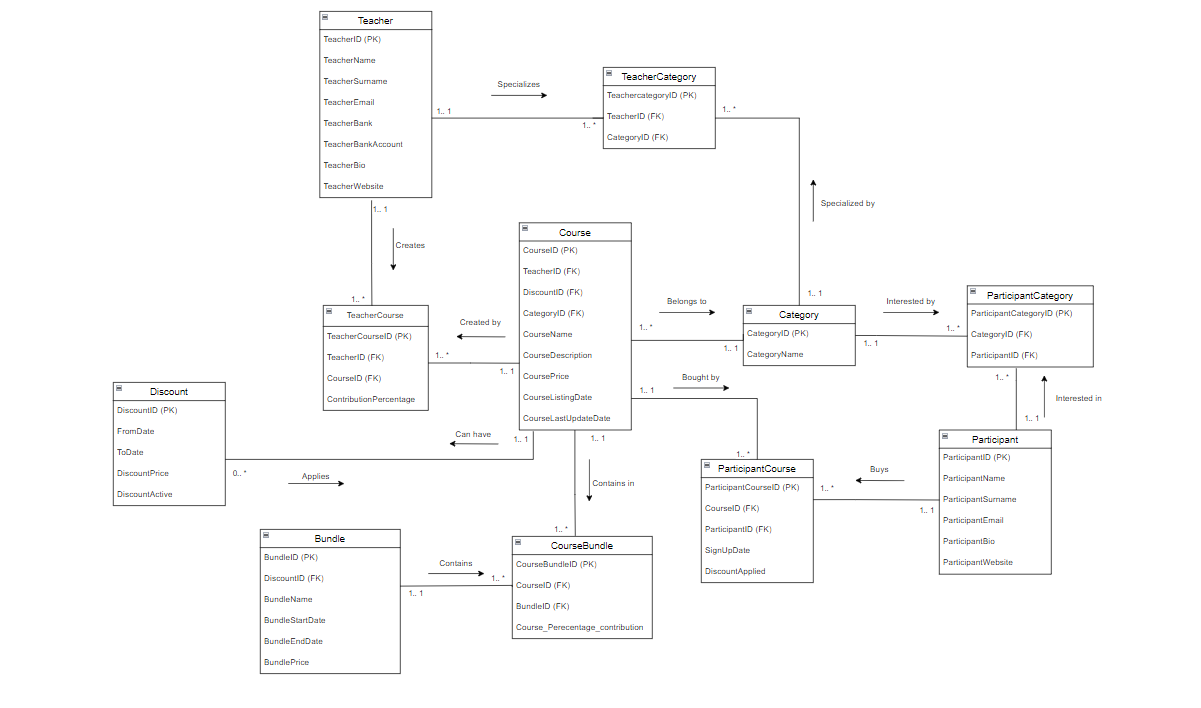 Teacher
TeacherID (PK)
TeacherName
TeacherSurname
TeacherEmail
TeacherBank
TeacherBankAccount
TeacherBio
TeacherWebsite
Specializes
1.. 1
1.. *
TeacherCategory
TeachercategoryID (PK)
TeacherID (FK)
CategoryID (FK)
1.. *
Specialized by
1.. 1
1.. 1
Creates
1.. *
TeacherCourse
TeacherCourseID (PK)
TeacherID (FK)
CourseID (FK)
ContributionPercentage
Created by
1.. *
1.. 1
Course
CourseID (PK)
TeacherID (FK)
DiscountID (FK)
CategoryID (FK)
CourseName
CourseDescription
CoursePrice
CourseListingDate
CourseLastUpdateDate
Belongs to
1.. *
1.. 1
Category
CategoryID (PK)
CategoryName
Interested by
1.. 1
1.. *
ParticipantCategory
ParticipantCategoryID (PK)
CategoryID (FK)
ParticipantID (FK)
1.. *
Interested in
1.. 1
Bought by
1.. 1
1.. *
Discount
DiscountID (PK)
FromDate
ToDate
DiscountPrice
DiscountActive
Can have
1.. 1
0.. *
Applies
1.. 1
Contains in
1.. *
ParticipantCourse
ParticipantCourseID (PK)
CourseID (FK)
ParticipantID (FK)
SignUpDate
DiscountApplied
Buys
1.. *
1.. 1
Participant
ParticipantID (PK)
ParticipantName
ParticipantSurname
ParticipantEmail
ParticipantBio
ParticipantWebsite
Bundle
BundleID (PK)
DiscountID (FK)
BundleName
BundleStartDate
BundleEndDate
BundlePrice
Contains
1.. 1
1.. *
CourseBundle
CourseBundleID (PK)
CourseID (FK)
BundleID (FK)
Course_Perecentage_contribution